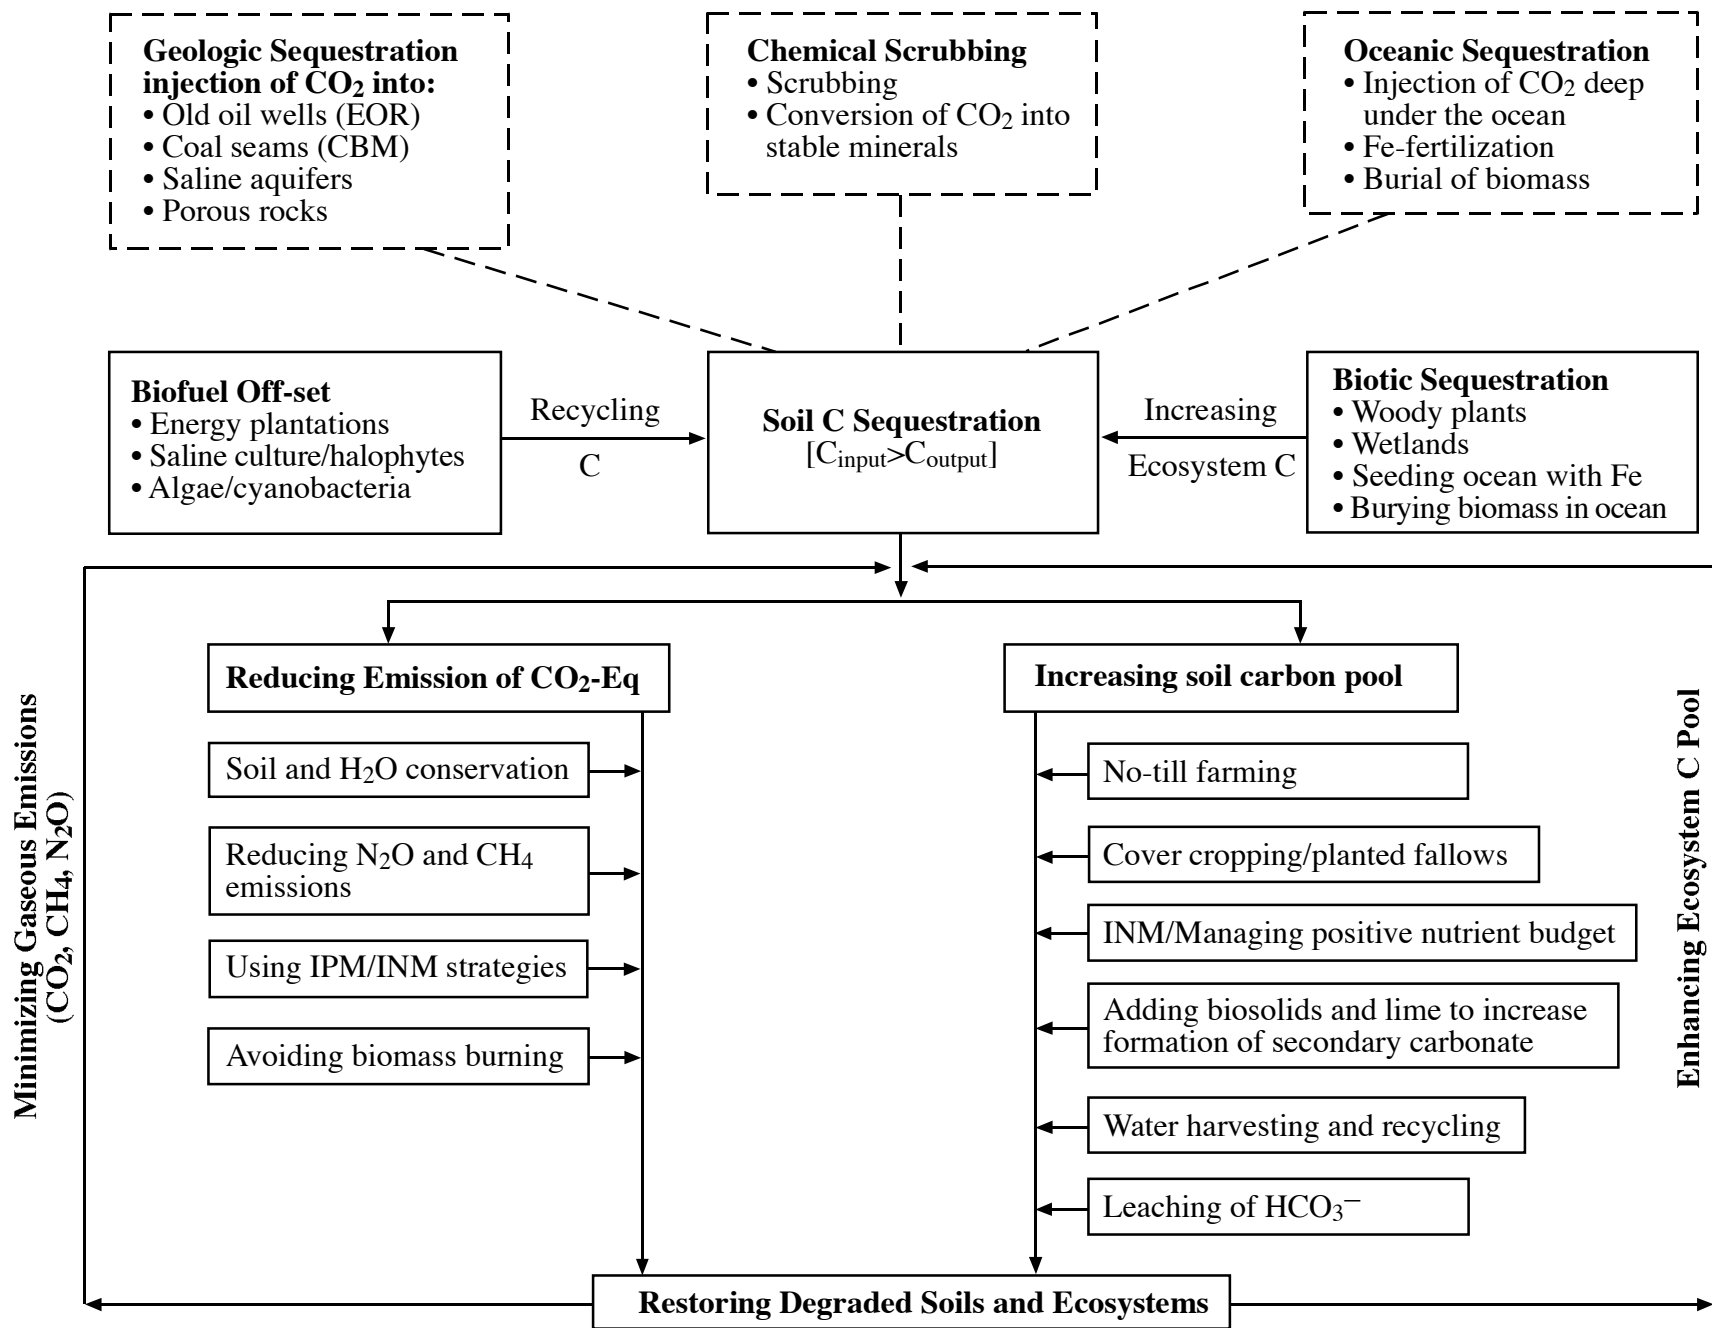 Geologic Sequestration
injection of CO₂ into:
• Old oil wells (EOR)
• Coal seams (CBM)
• Saline aquifers
• Porous rocks
Chemical Scrubbing
• Scrubbing
• Conversion of CO₂ into
stable minerals
Oceanic Sequestration
• Injection of CO₂ deep
under the ocean
• Fe-fertilization
• Burial of biomass
Biofuel Off-set
• Energy plantations
• Saline culture/halophytes
• Algae/cyanobacteria
Recycling
C
Soil C Sequestration
[Cinput>Coutput]
Increasing
Ecosystem C
Biotic Sequestration
• Woody plants
• Wetlands
• Seeding ocean with Fe
• Burying biomass in ocean
Minimizing Gaseous Emissions
(CO₂, CH₄, N₂O)
Reducing Emission of CO₂-Eq
Soil and H₂O conservation
Reducing N₂O and CH₄
emissions
Using IPM/INM strategies
Avoiding biomass burning
Increasing soil carbon pool
No-till farming
Cover cropping/planted fallows
INM/Managing positive nutrient budget
Adding biosolids and lime to increase
formation of secondary carbonate
Water harvesting and recycling
Leaching of HCO₃⁻
Enhancing Ecosystem C Pool
Restoring Degraded Soils and Ecosystems